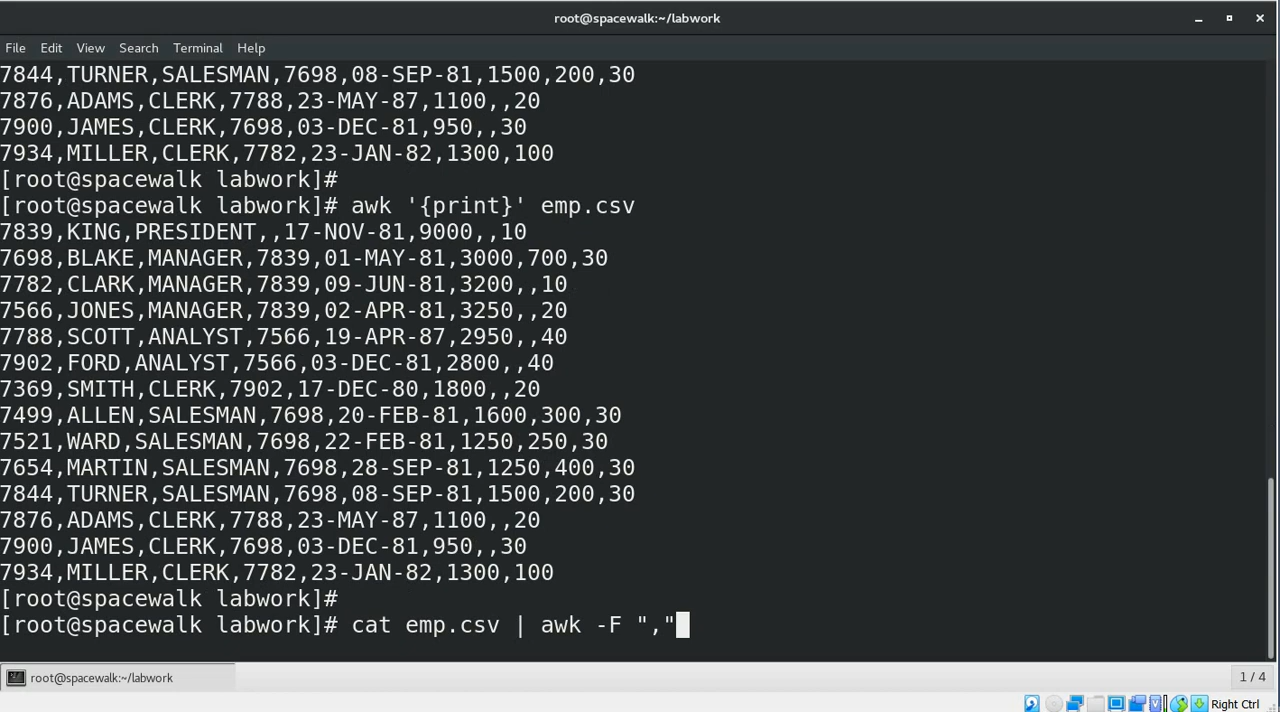 root@spacewalk:~/labwork
File Edit View Search Terminal Help
7844,TURNER,SALESMAN,7698,08-SEP-81,1500,200,30
7876,ADAMS,CLERK,7788,23-MAY-87,1100,,20
7900,JAMES,CLERK,7698,03-DEC-81,950,,30
7934,MILLER,CLERK,7782,23-JAN-82,1300,100
[root@spacewalk labwork]#
[root@spacewalk labwork]# awk '{print}' emp.csv
7839,KING,PRESIDENT,,17-NOV-81,9000,,10
7698,BLAKE,MANAGER,7839,01-MAY-81,3000,700,30
7782,CLARK,MANAGER,7839,09-JUN-81,3200,,10
7566,JONES,MANAGER,7839,02-APR-81,3250,,20
7788,SCOTT,ANALYST,7566,19-APR-87,2950,,40
7902,FORD,ANALYST,7566,03-DEC-81,2800,,40
7369,SMITH,CLERK,7902,17-DEC-80,1800,,20
7499,ALLEN,SALESMAN,7698,20-FEB-81,1600,300,30
7521,WARD,SALESMAN,7698,22-FEB-81,1250,250,30
7654,MARTIN,SALESMAN,7698,28-SEP-81,1250,400,30
7844,TURNER,SALESMAN,7698,08-SEP-81,1500,200,30
7876,ADAMS,CLERK,7788,23-MAY-87,1100,,20
7900,JAMES,CLERK,7698,03-DEC-81,950,,30
7934,MILLER,CLERK,7782,23-JAN-82,1300,100
[root@spacewalk labwork]#
[root@spacewalk labwork]# cat emp.csv | awk -F ","
root@spacewalk:~/labwork
1 / 4
Right Ctrl